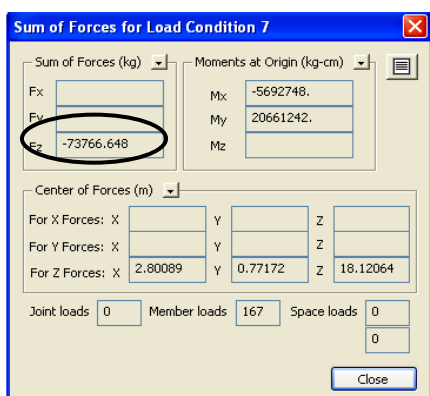 Sum of Forces for Load Condition 7
Sum of Forces (kg)
Moments at Origin (kg-cm)
Fx
Mx -5692748.
Fy
My 20661242.
Fz -73766.648
Mz
Center of Forces (m)
For X Forces: X Y Z
For Y Forces: X Y Z
For Z Forces: X 2.80089 Y 0.77172 Z 18.12064
Joint loads 0 Member loads 167 Space loads 0
0
Close